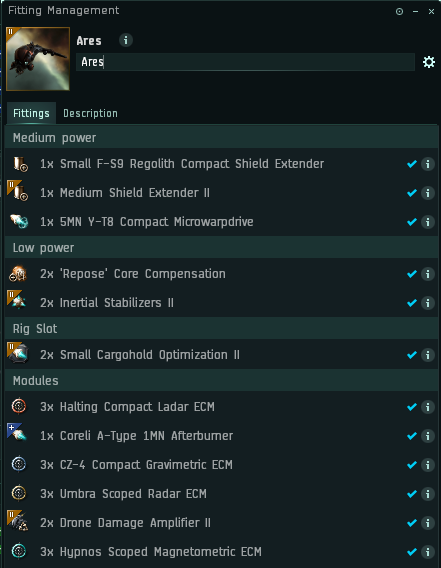 Fitting Management
Ares
Ares
Fittings Description
Medium power
1x Small F-S9 Regolith Compact Shield Extender
1x Medium Shield Extender II
1x 5MN Y-T8 Compact Microwarpdrive
Low power
2x 'Repose' Core Compensation
2x Inertial Stabilizers II
Rig Slot
2x Small Cargohold Optimization II
Modules
3x Halting Compact Ladar ECM
1x Coreli A-Type 1MN Afterburner
3x CZ-4 Compact Gravimetric ECM
3x Umbra Scoped Radar ECM
2x Drone Damage Amplifier II
3x Hypnos Scoped Magnetometric ECM